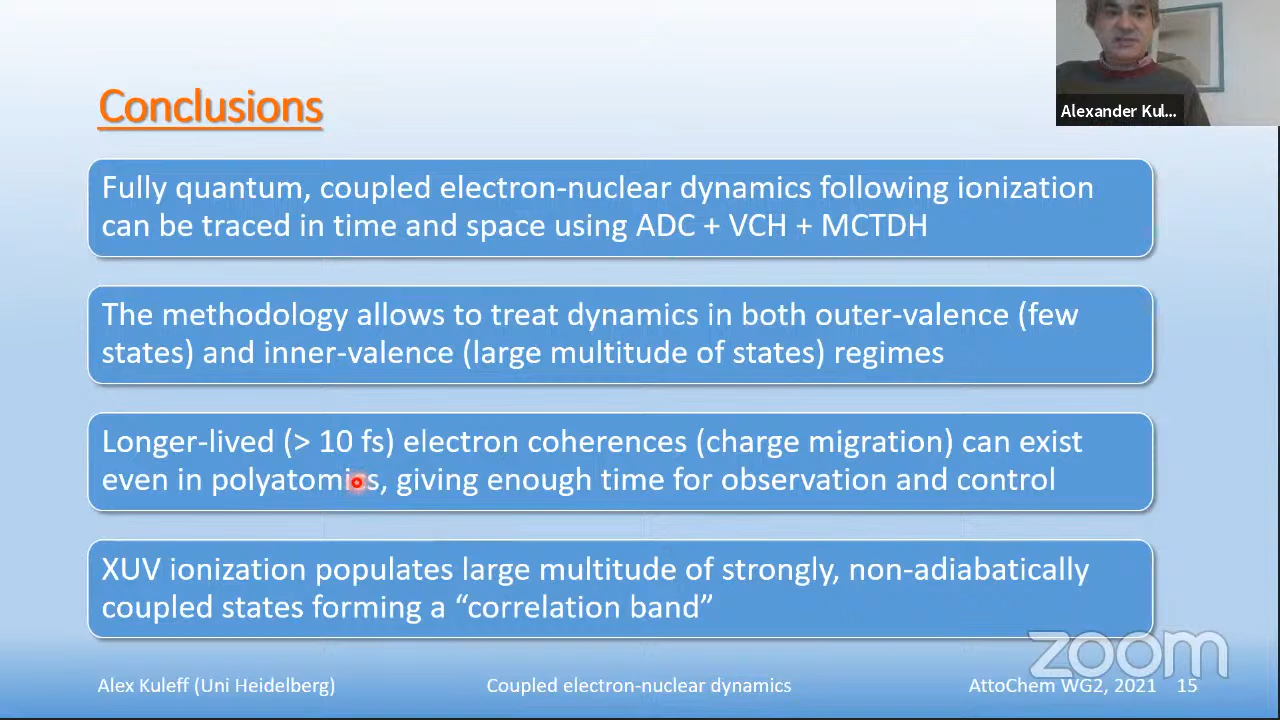 Alexander Kul...
Conclusions
Fully quantum, coupled electron-nuclear dynamics following ionization
can be traced in time and space using ADC + VCH + MCTDH
The methodology allows to treat dynamics in both outer-valence (few
states) and inner-valence (large multitude of states) regimes
Longer-lived (> 10 fs) electron coherences (charge migration) can exist
even in polyatomics, giving enough time for observation and control
XUV ionization populates large multitude of strongly, non-adiabatically
coupled states forming a “correlation band”
zoom
Alex Kuleff (Uni Heidelberg) Coupled electron-nuclear dynamics AttoChem WG2, 2021 15